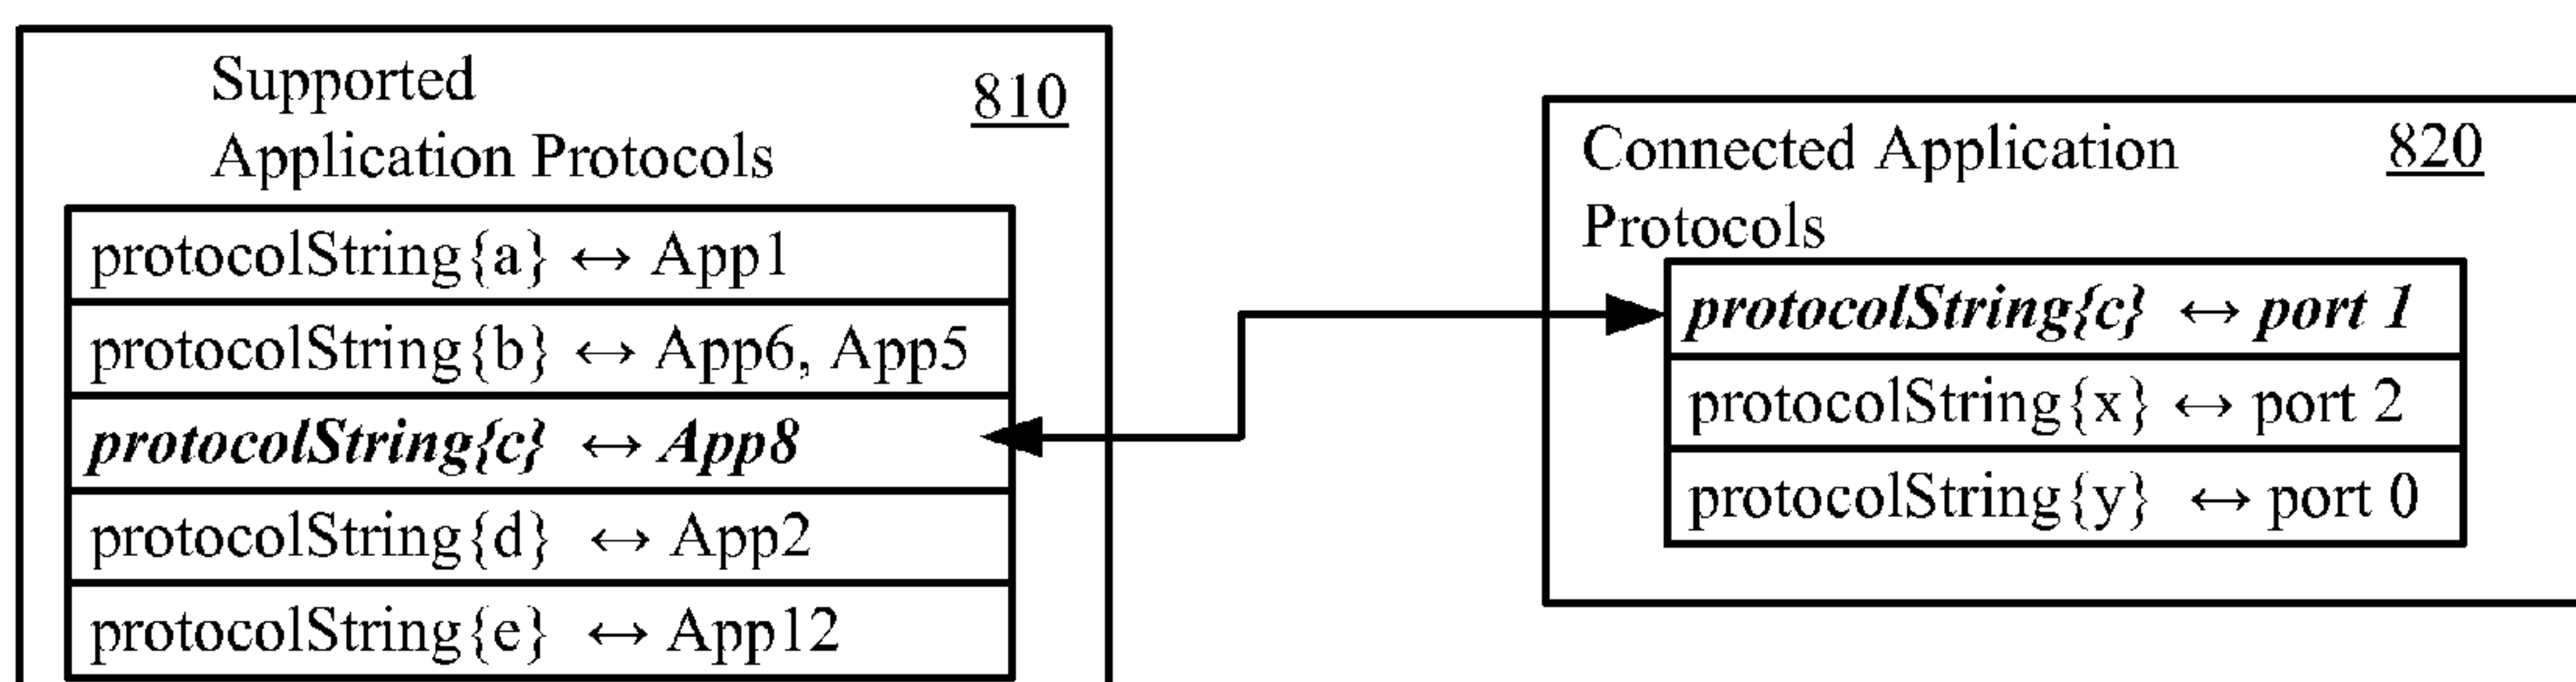 Supported
810
Application Protocols
protocolString{a} ↔ App1
protocolString{b} ↔ App6, App5
protocolString{c} ↔ App8
protocolString{d} ↔ App2
protocolString{e} ↔ App12
Connected Application
820
Protocols
protocolString{c} ↔ port 1
protocolString{x} ↔ port 2
protocolString{y} ↔ port 0